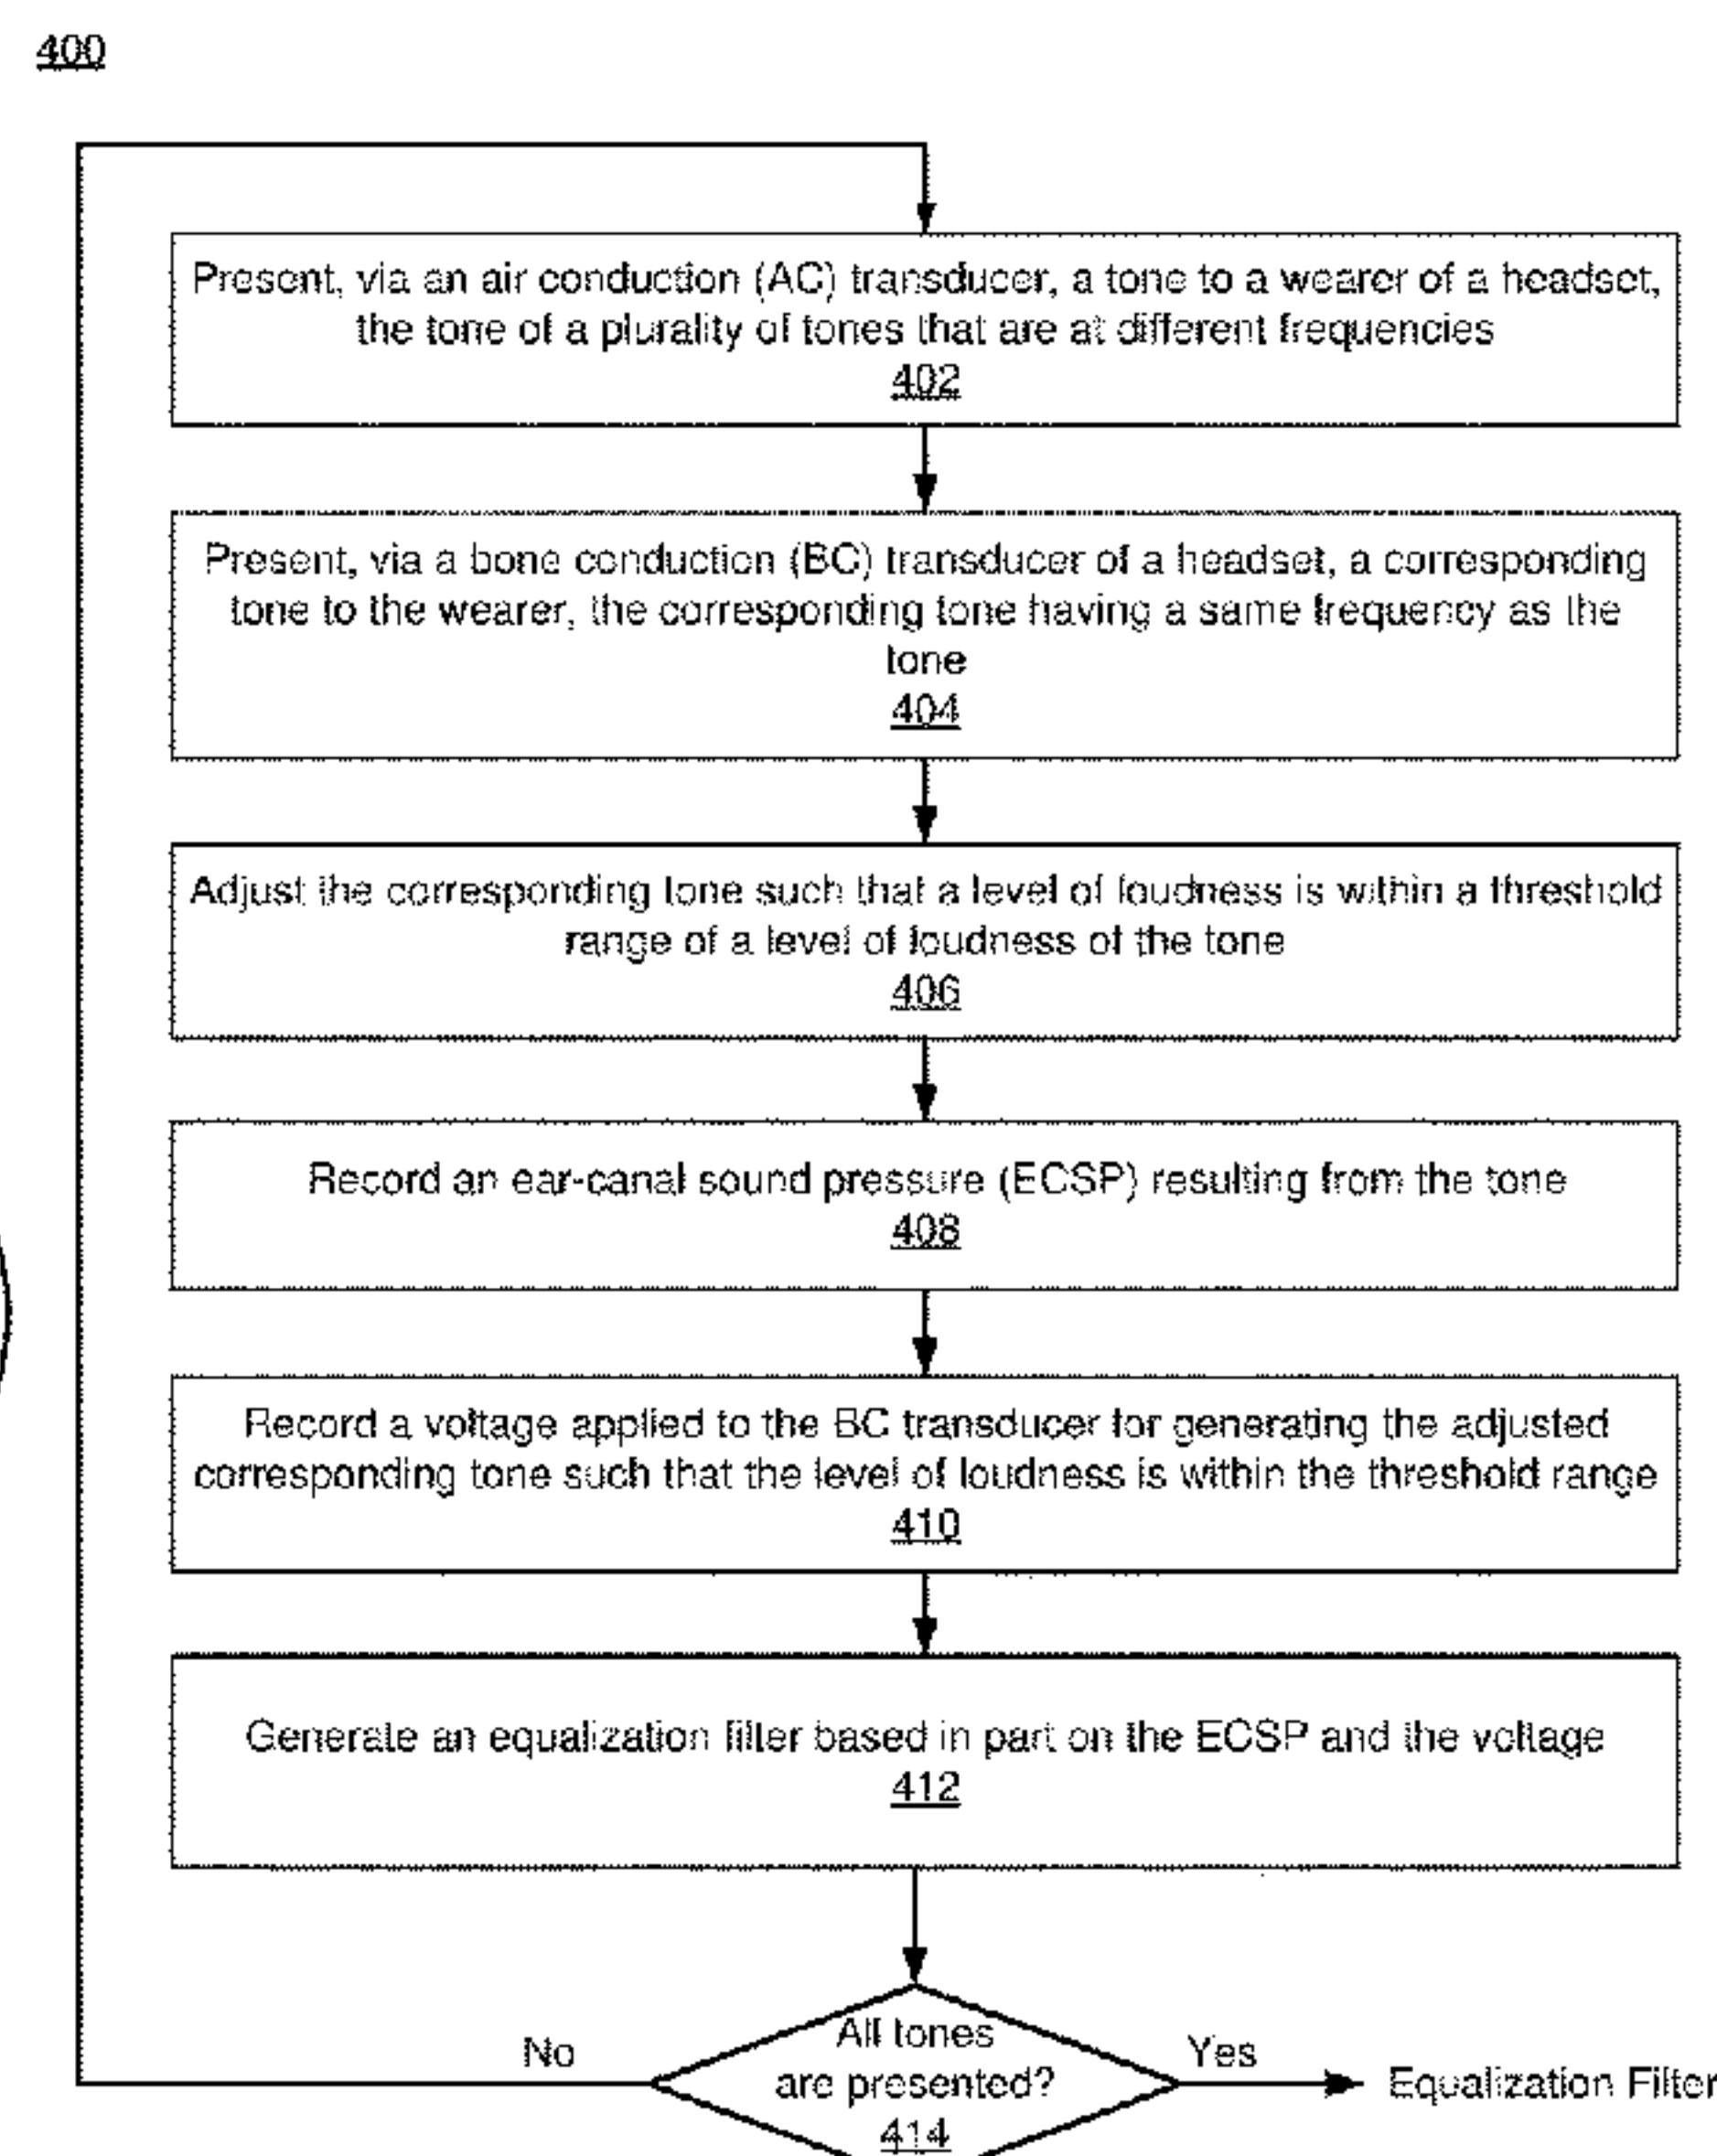 400
Present, via an air conduction (AC) transducer, a tone to a wearer of a headset,
the tone of a plurality of tones that are at different frequencies
402
Present, via a bone conduction (BC) transducer of a headset, a corresponding
tone to the wearer, the corresponding tone having a same frequency as the
tone
404
Adjust the corresponding tone such that a level of loudness is within a threshold
range of a level of loudness of the tone
406
Record an ear-canal sound pressure (ECSP) resulting from the tone
408
Record a voltage applied to the BC transducer for generating the adjusted
corresponding tone such that the level of loudness is within the threshold range
410
Generate an equalization filter based in part on the ECSP and the voltage
412
All tones
are presented?
414
No
Yes
Equalization Filter